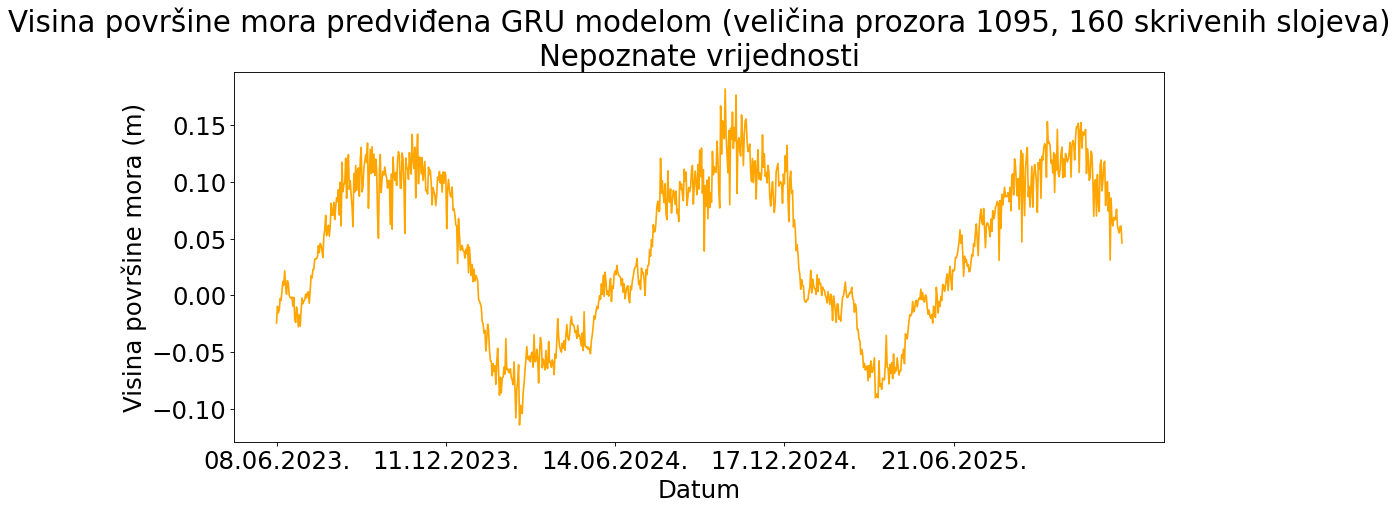 Visina površine mora predviđena GRU modelom (veličina prozora 1095, 160 skrivenih slojeva)
Nepoznate vrijednosti
Visina površine mora (m)
0.15
0.10
0.05
0.00
−0.05
−0.10
08.06.2023. 11.12.2023. 14.06.2024. 17.12.2024. 21.06.2025.
Datum